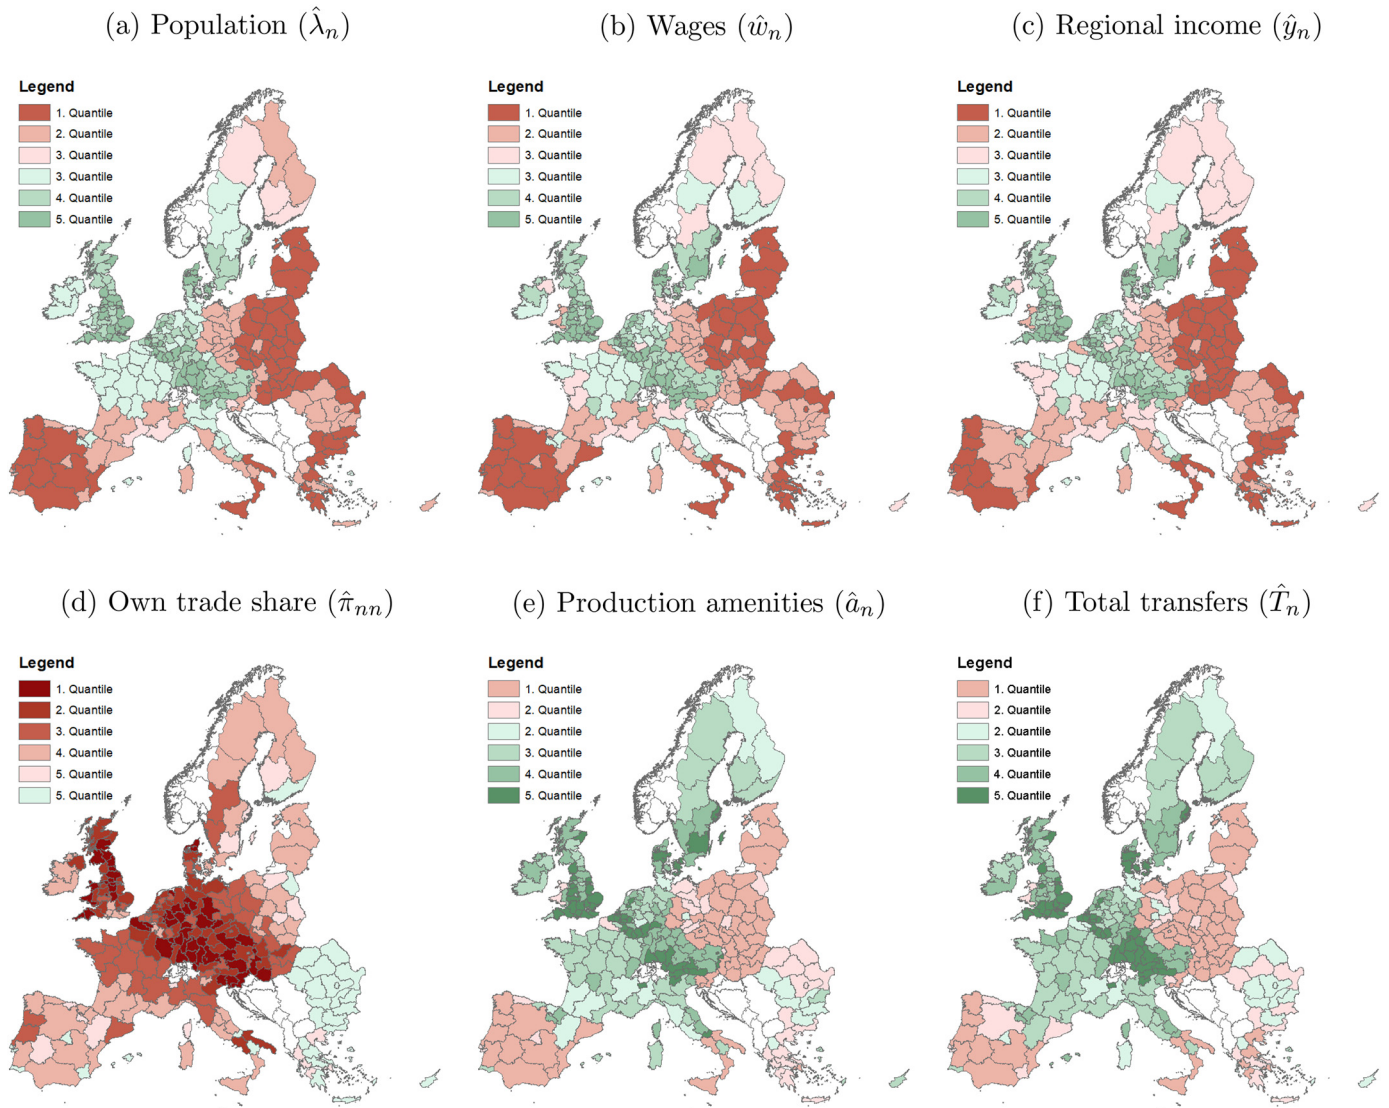 (a) Population (λ̂ₙ)
(b) Wages (ŵₙ)
(c) Regional income (ŷₙ)
Legend
1. Quantile
2. Quantile
3. Quantile
3. Quantile
4. Quantile
5. Quantile
Legend
1. Quantile
2. Quantile
3. Quantile
3. Quantile
4. Quantile
5. Quantile
Legend
1. Quantile
2. Quantile
3. Quantile
3. Quantile
4. Quantile
5. Quantile
(d) Own trade share (π̂ₙₙ)
(e) Production amenities (âₙ)
(f) Total transfers (T̂ₙ)
Legend
1. Quantile
2. Quantile
3. Quantile
4. Quantile
5. Quantile
5. Quantile
Legend
1. Quantile
2. Quantile
2. Quantile
3. Quantile
4. Quantile
5. Quantile
Legend
1. Quantile
2. Quantile
2. Quantile
3. Quantile
4. Quantile
5. Quantile